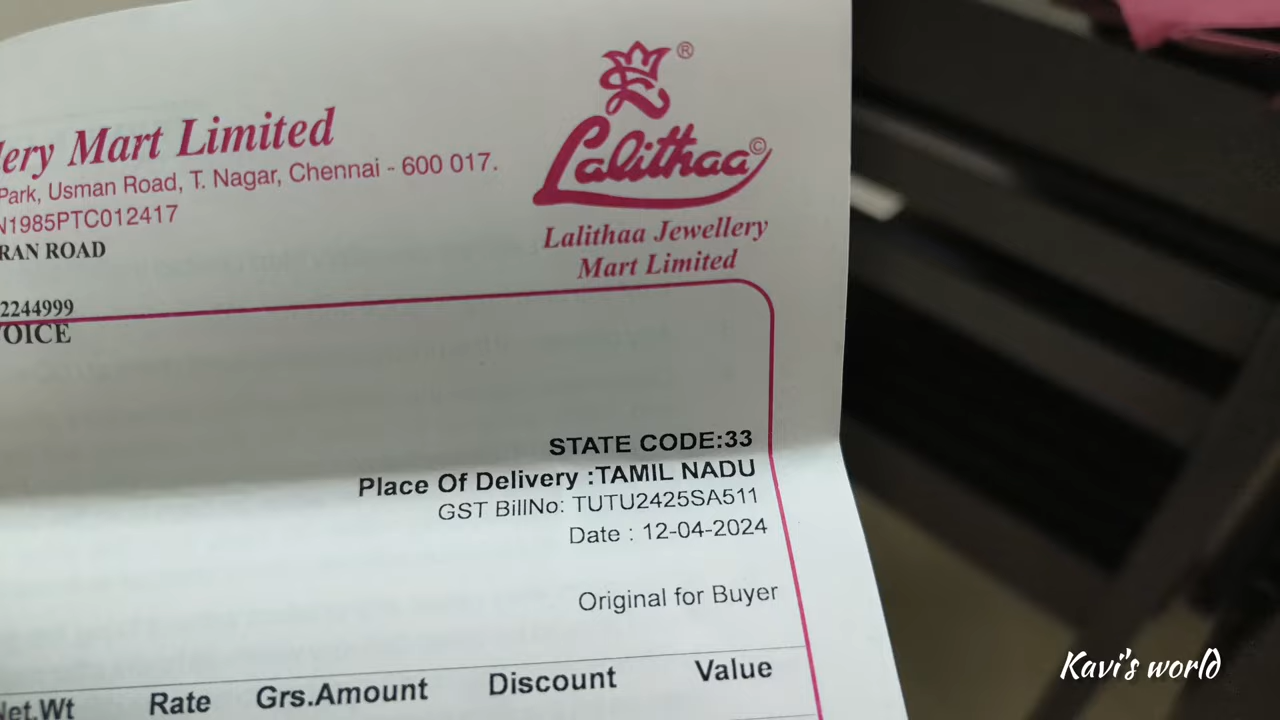 lery Mart Limited
Park, Usman Road, T. Nagar, Chennai - 600 017.
N1985PTC012417
RAN ROAD
2244999
OICE
®
Lalithaa©
Lalithaa Jewellery
Mart Limited
STATE CODE:33
Place Of Delivery :TAMIL NADU
GST BillNo: TUTU2425SA511
Date : 12-04-2024
Original for Buyer
Net.Wt Rate Grs.Amount Discount Value
Kavi's world